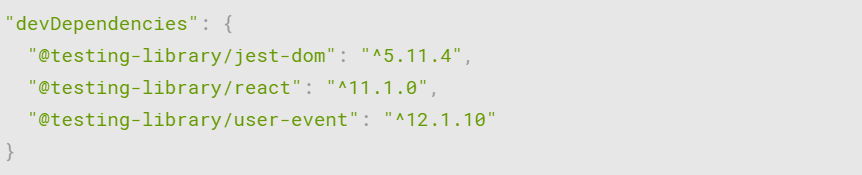 "devDependencies": {
"@testing-library/jest-dom": "^5.11.4",
"@testing-library/react": "^11.1.0",
"@testing-library/user-event": "^12.1.10"
}